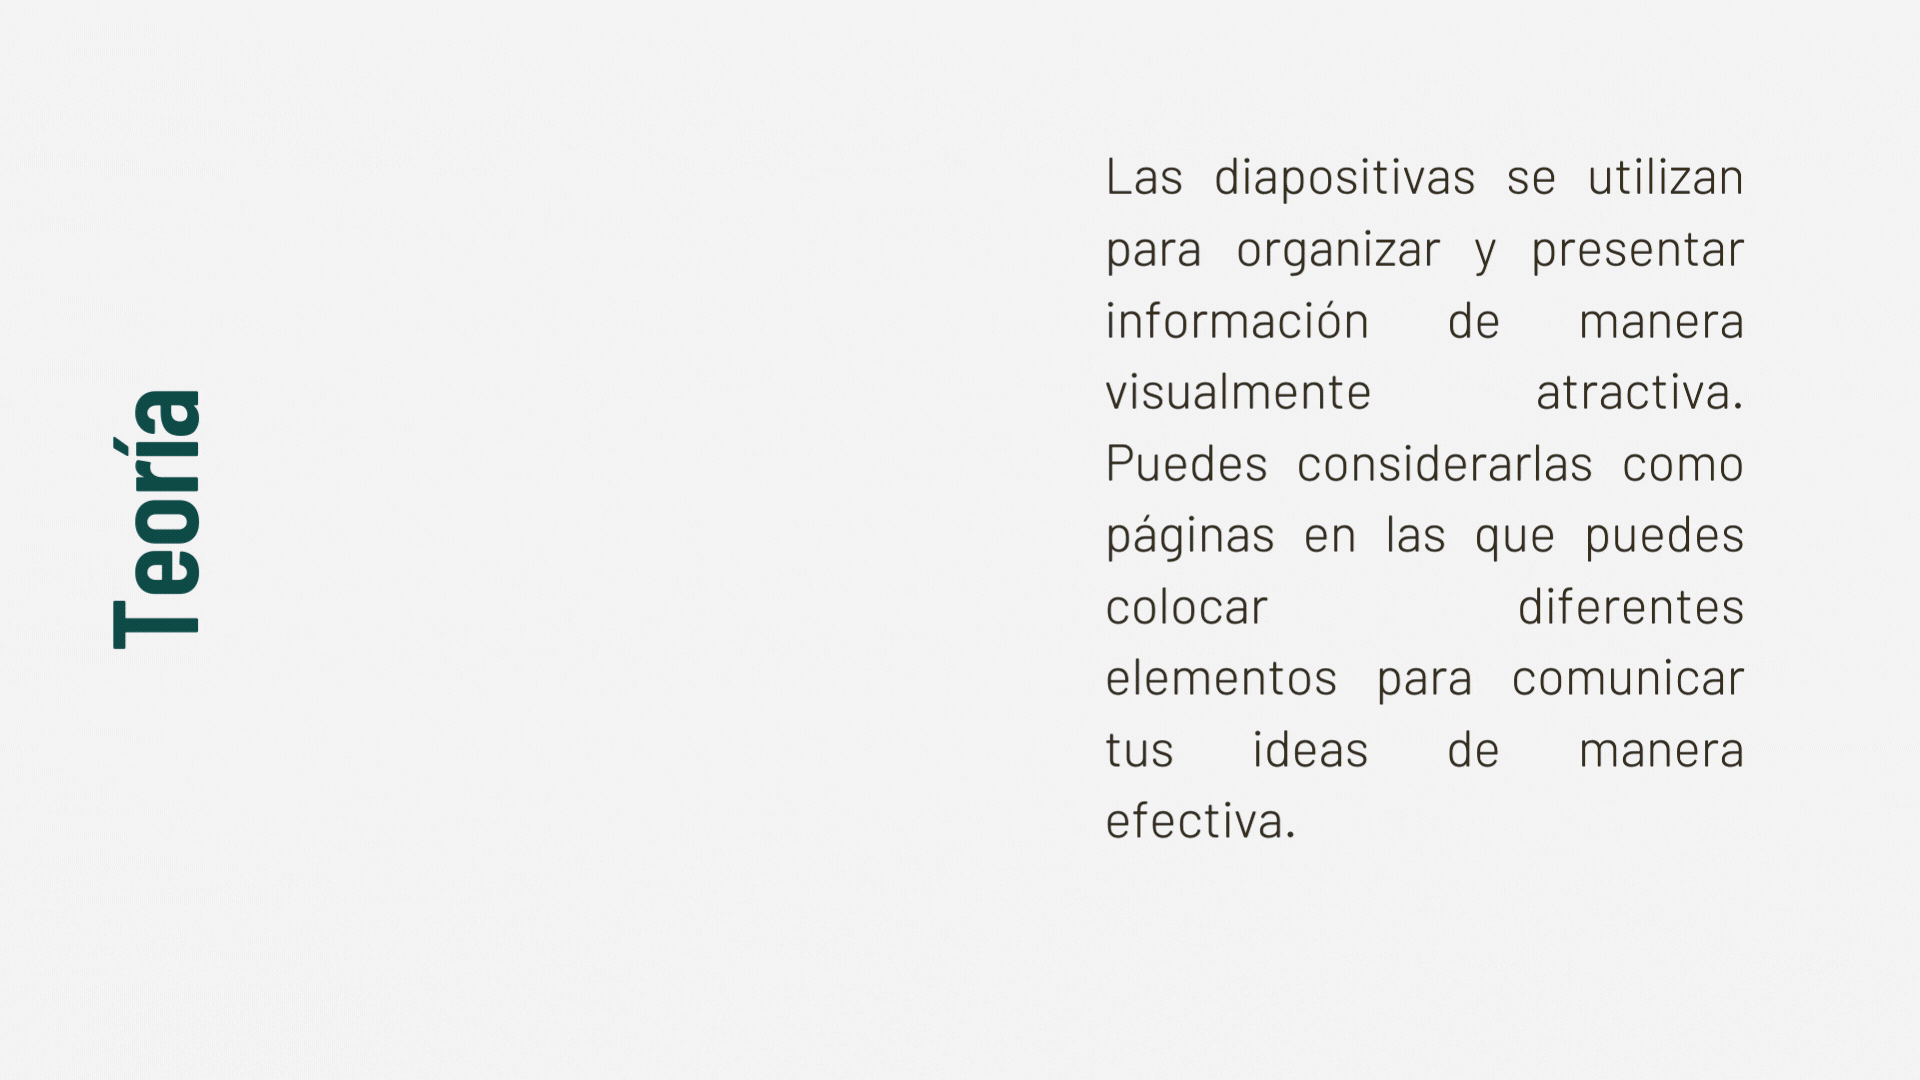 Teoría
Las diapositivas se utilizan
para organizar y presentar
información de manera
visualmente atractiva.
Puedes considerarlas como
páginas en las que puedes
colocar diferentes
elementos para comunicar
tus ideas de manera
efectiva.